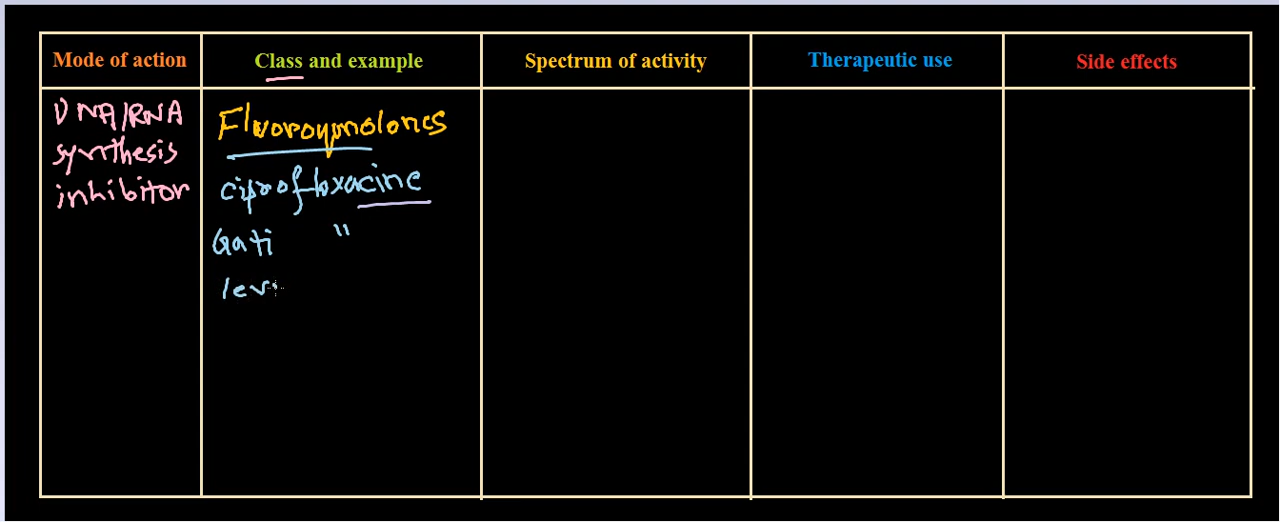 Mode of action
Class and example
Spectrum of activity
Therapeutic use
Side effects
DNA/RNA
synthesis
inhibitor
Fluoroqunolones
ciprofloxacine
Gati "
lev